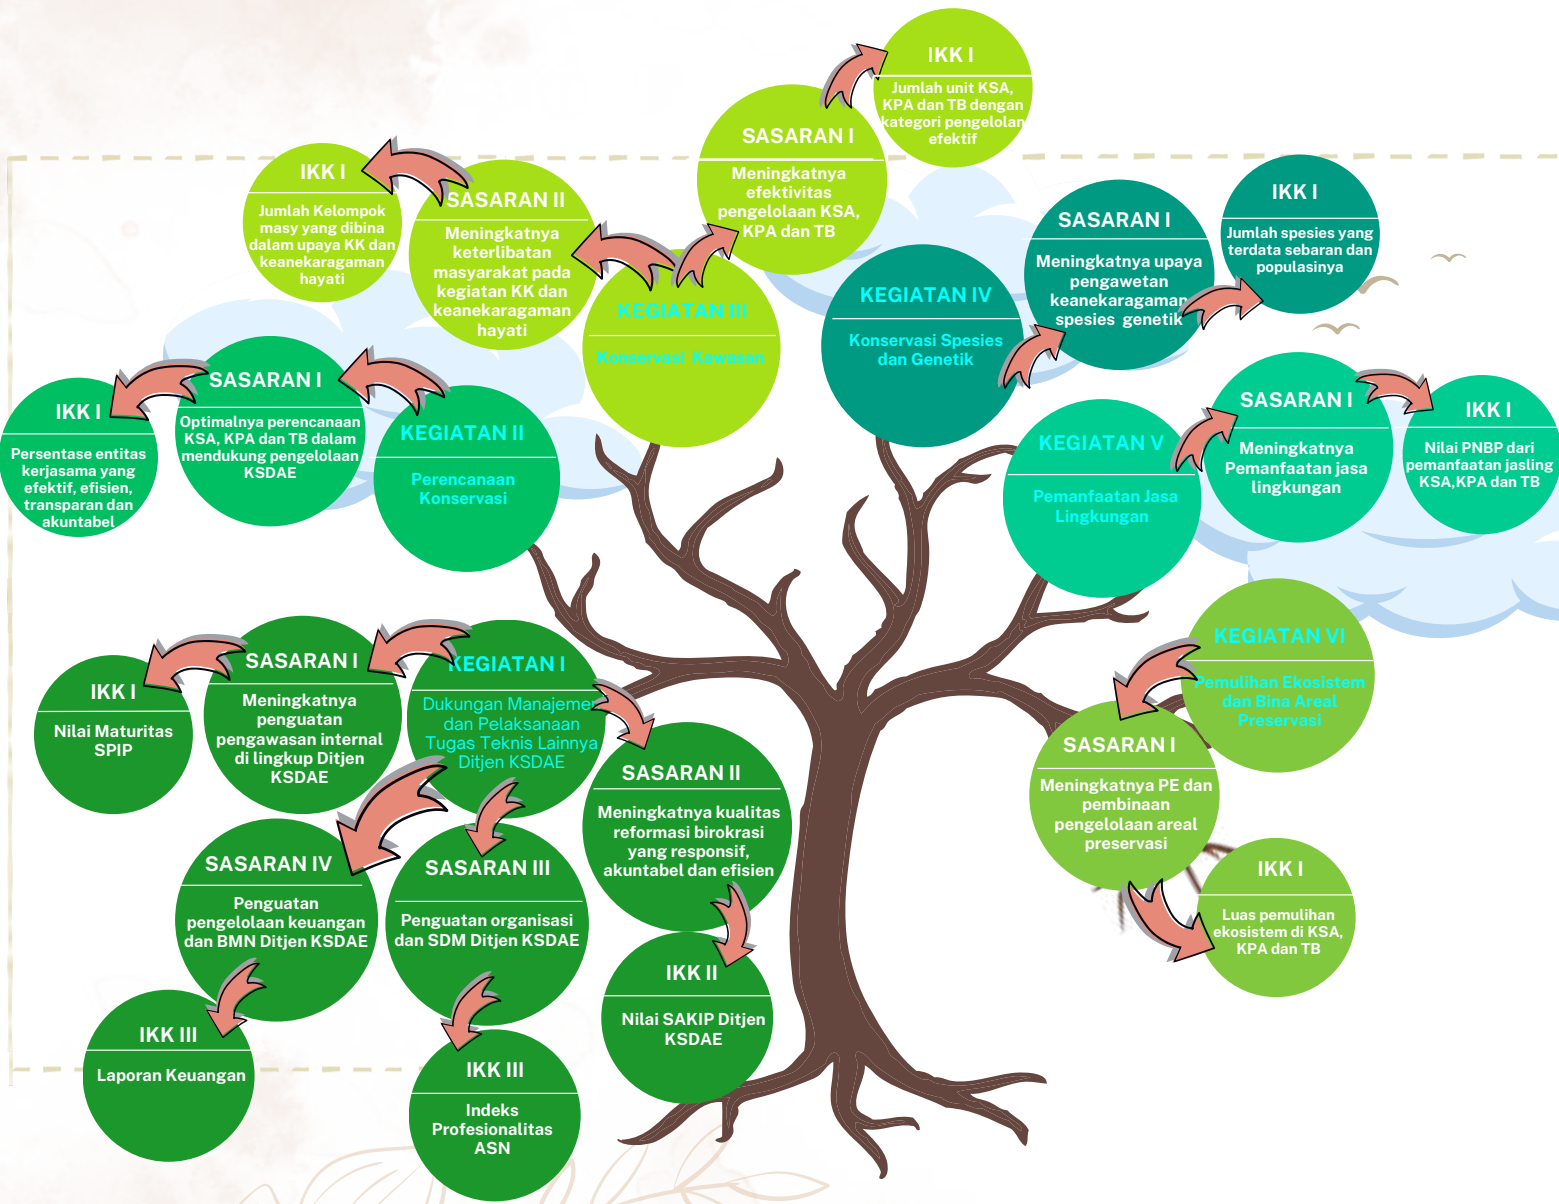 IKK I
Jumlah unit KSA,
KPA dan TB dengan
kategori pengelolan
efektif
SASARAN I
Meningkatnya
efektivitas
pengelolaan KSA,
KPA dan TB
IKK I
Jumlah Kelompok
masy yang dibina
dalam upaya KK dan
keanekaragaman
hayati
SASARAN II
Meningkatnya
keterlibatan
masyarakat pada
kegiatan KK dan
keanekaragaman
hayati
KEGIATAN III
Konservasi Kawasan
KEGIATAN IV
Konservasi Spesies
dan Genetik
SASARAN I
Meningkatnya upaya
pengawetan
keanekaragaman
spesies genetik
IKK I
Jumlah spesies yang
terdata sebaran dan
populasinya
IKK I
Persentase entitas
kerjasama yang
efektif, efisien,
transparan dan
akuntabel
SASARAN I
Optimalnya perencanaan
KSA, KPA dan TB dalam
mendukung pengelolaan
KSDAE
KEGIATAN II
Perencanaan
Konservasi
KEGIATAN V
Pemanfaatan Jasa
Lingkungan
SASARAN I
Meningkatnya
Pemanfaatan jasa
lingkungan
IKK I
Nilai PNBP dari
pemanfaatan jasling
KSA,KPA dan TB
IKK I
Nilai Maturitas
SPIP
SASARAN I
Meningkatnya
penguatan
pengawasan internal
di lingkup Ditjen
KSDAE
KEGIATAN I
Dukungan Manajemen
dan Pelaksanaan
Tugas Teknis Lainnya
Ditjen KSDAE
SASARAN II
Meningkatnya kualitas
reformasi birokrasi
yang responsif,
akuntabel dan efisien
KEGIATAN VI
Pemulihan Ekosistem
dan Bina Areal
Preservasi
SASARAN I
Meningkatnya PE dan
pembinaan
pengelolaan areal
preservasi
IKK I
Luas pemulihan
ekosistem di KSA,
KPA dan TB
SASARAN IV
Penguatan
pengelolaan keuangan
dan BMN Ditjen KSDAE
SASARAN III
Penguatan organisasi
dan SDM Ditjen KSDAE
IKK II
Nilai SAKIP Ditjen
KSDAE
IKK III
Laporan Keuangan
IKK III
Indeks
Profesionalitas
ASN